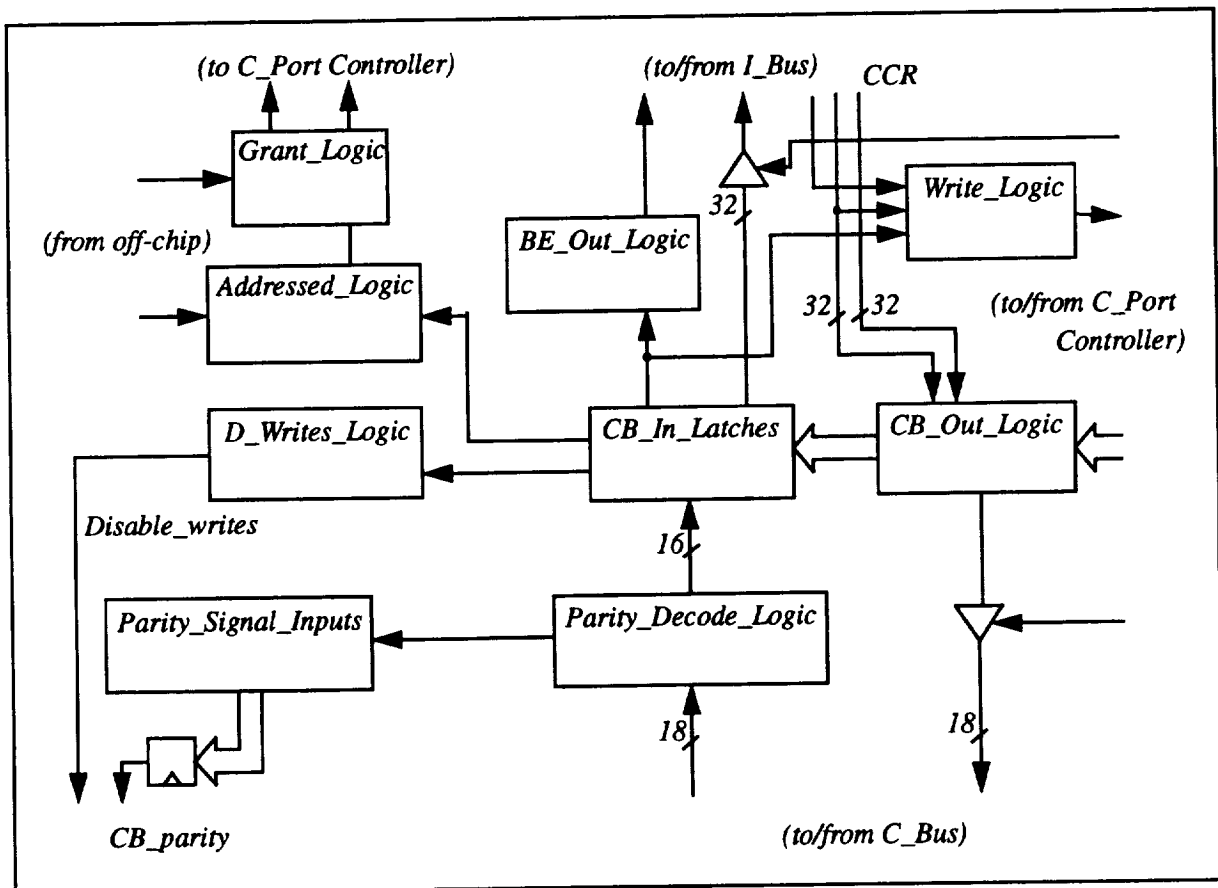 (to C_Port Controller)
(to/from I_Bus)
CCR
Grant_Logic
Write_Logic
32
(from off-chip)
BE_Out_Logic
Addressed_Logic
32
32
(to/from C_Port
Controller)
D_Writes_Logic
CB_In_Latches
CB_Out_Logic
Disable_writes
16
Parity_Signal_Inputs
Parity_Decode_Logic
18
18
CB_parity
(to/from C_Bus)